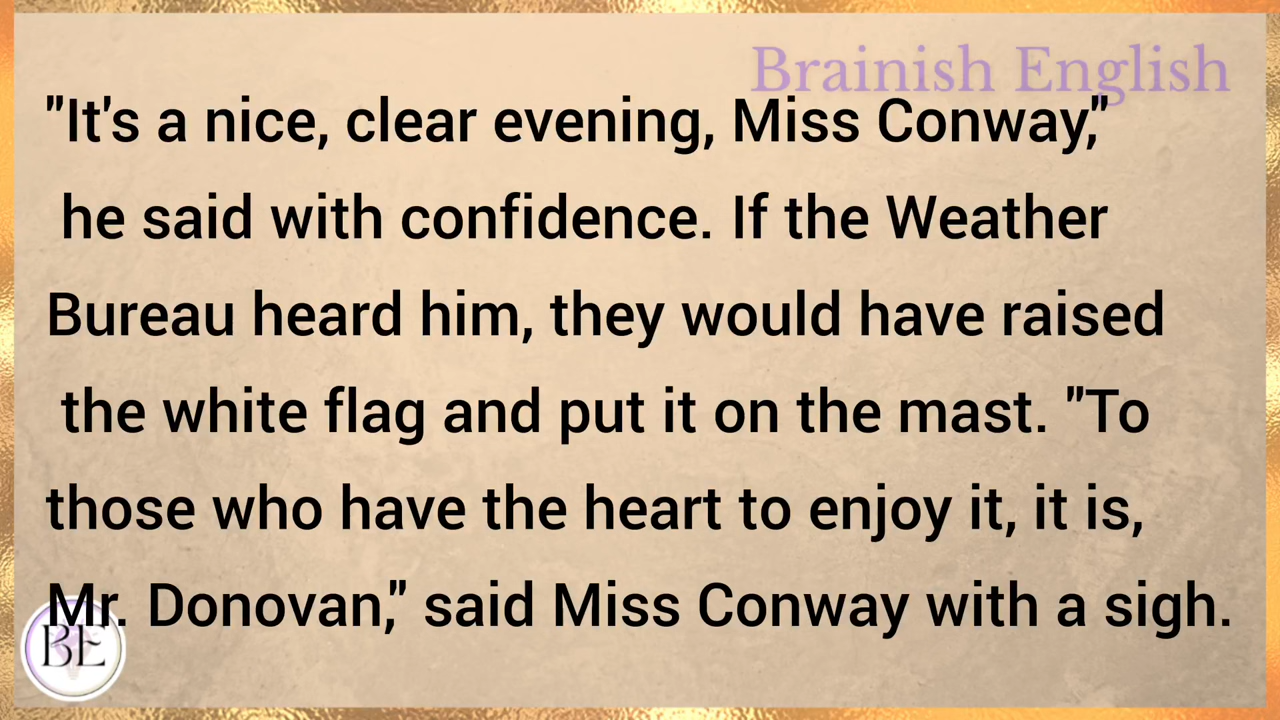 Brainish English
"It's a nice, clear evening, Miss Conway,"
he said with confidence. If the Weather
Bureau heard him, they would have raised
the white flag and put it on the mast. "To
those who have the heart to enjoy it, it is,
Mr. Donovan," said Miss Conway with a sigh.
BE